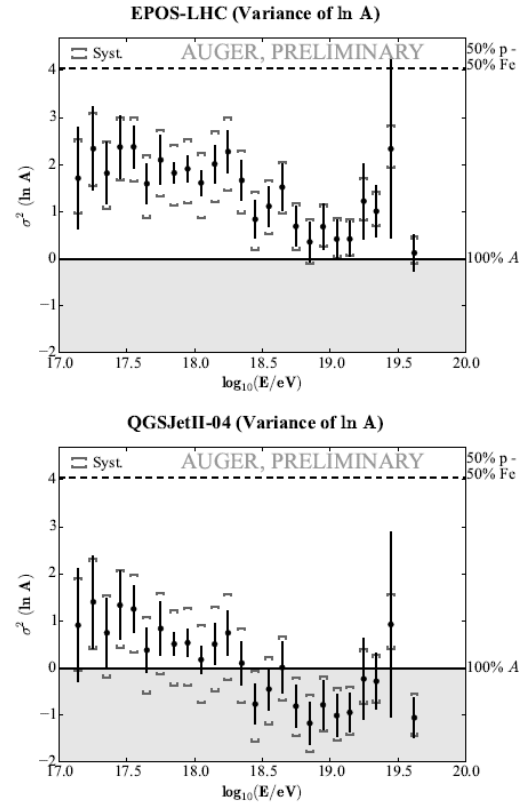 EPOS-LHC (Variance of ln A)
Syst.
AUGER, PRELIMINARY
50% p -
50% Fe
4
3
2
1
0
−1
−2
σ² (ln A)
100% A
17.0 17.5 18.0 18.5 19.0 19.5 20.0
log₁₀(E/eV)
QGSJetII-04 (Variance of ln A)
Syst.
AUGER, PRELIMINARY
50% p -
50% Fe
4
3
2
1
0
−1
−2
σ² (ln A)
100% A
17.0 17.5 18.0 18.5 19.0 19.5 20.0
log₁₀(E/eV)